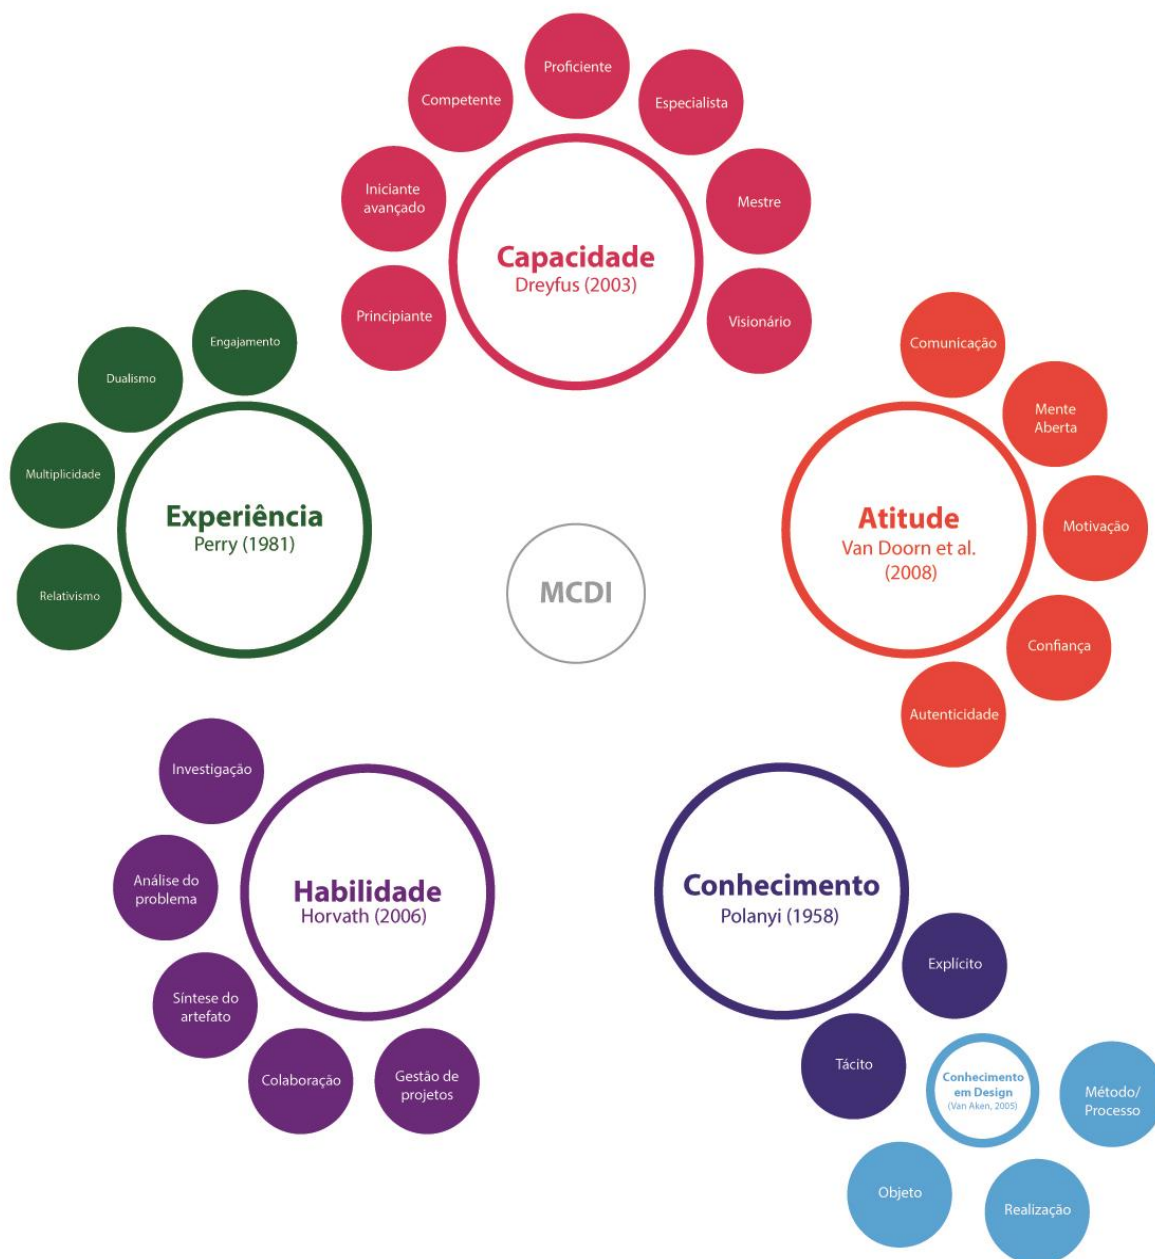 Proficiente
Competente
Especialista
Iniciante
avançado
Mestre
Capacidade
Dreyfus (2003)
Principiante
Visionário
Engajamento
Dualismo
Multiplicidade
Relativismo
Experiência
Perry (1981)
MCDI
Comunicação
Mente
Aberta
Atitude
Van Doorn et al.
(2008)
Motivação
Confiança
Autenticidade
Investigação
Análise do
problema
Habilidade
Horvath (2006)
Síntese do
artefato
Colaboração
Gestão de
projetos
Conhecimento
Polanyi (1958)
Explícito
Tácito
Conhecimento
em Design
(Van Aken, 2005)
Método/
Processo
Objeto
Realização